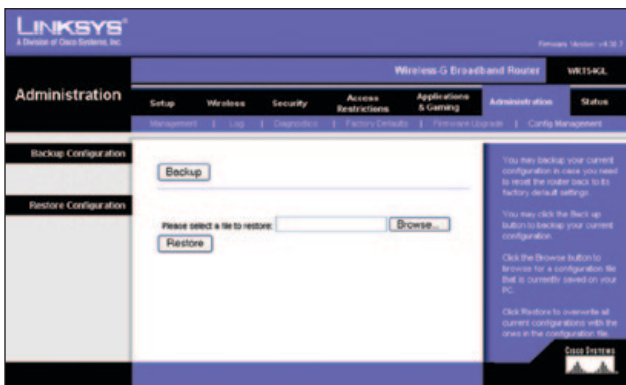 LINKSYS®
A Division of Cisco Systems, Inc.
Firmware Version: v4.30.7
Wireless-G Broadband Router WRT54GL
Administration
Setup Wireless Security Access Restrictions Applications & Gaming Administration Status
Management | Log | Diagnostics | Factory Defaults | Firmware Upgrade | Config Management
Backup Configuration
Backup
Restore Configuration
Please select a file to restore: Browse...
Restore
You may backup your current
configuration in case you need
to reset the router back to its
factory default settings.
You may click the Back up
button to backup your current
configuration.
Click the Browse button to
browse for a configuration file
that is currently saved on your
PC.
Click Restore to overwrite all
current configurations with the
ones in the configuration file.
CISCO SYSTEMS